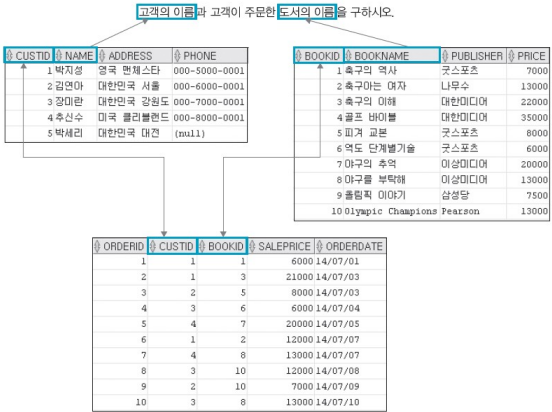 고객의 이름과 고객이 주문한 도서의 이름을 구하시오.
CUSTID NAME ADDRESS PHONE
1 박지성 영국 맨체스타 000-5000-0001
2 김연아 대한민국 서울 000-6000-0001
3 장미란 대한민국 강원도 000-7000-0001
4 추신수 미국 클리블랜드 000-8000-0001
5 박세리 대한민국 대전 (null)
BOOKID BOOKNAME PUBLISHER PRICE
1 축구의 역사 굿스포츠 7000
2 축구아는 여자 나무수 13000
3 축구의 이해 대한미디어 22000
4 골프 바이블 대한미디어 35000
5 피겨 교본 굿스포츠 8000
6 역도 단계별기술 굿스포츠 6000
7 야구의 추억 이상미디어 20000
8 야구를 부탁해 이상미디어 13000
9 올림픽 이야기 삼성당 7500
10 Olympic Champions Pearson 13000
ORDERID CUSTID BOOKID SALEPRICE ORDERDATE
1 1 1 6000 14/07/01
2 1 3 21000 14/07/03
3 2 5 8000 14/07/03
4 3 6 6000 14/07/04
5 4 7 20000 14/07/05
6 1 2 12000 14/07/07
7 4 8 13000 14/07/07
8 3 10 12000 14/07/08
9 2 10 7000 14/07/09
10 3 8 13000 14/07/10